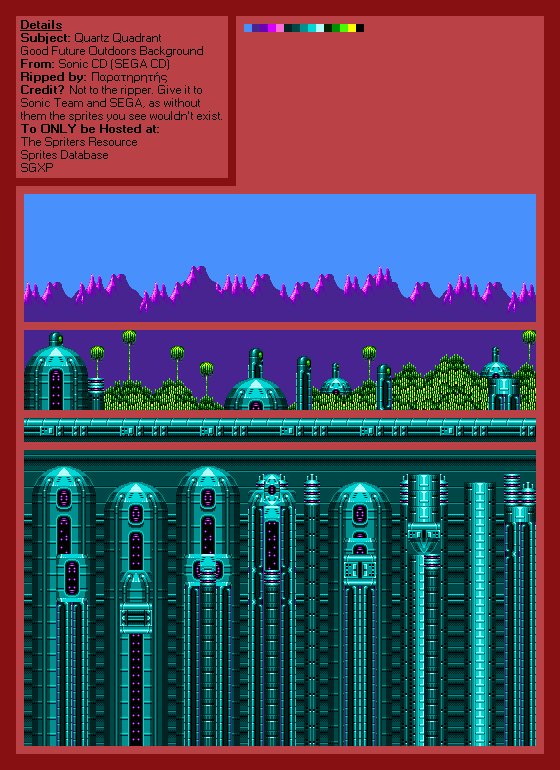 Details
Subject: Quartz Quadrant
Good Future Outdoors Background
From: Sonic CD (SEGA CD)
Ripped by: Παρατηρητής
Credit? Not to the ripper. Give it to
Sonic Team and SEGA, as without
them the sprites you see wouldn't exist.
To ONLY be Hosted at:
The Spriters Resource
Sprites Database
SGXP